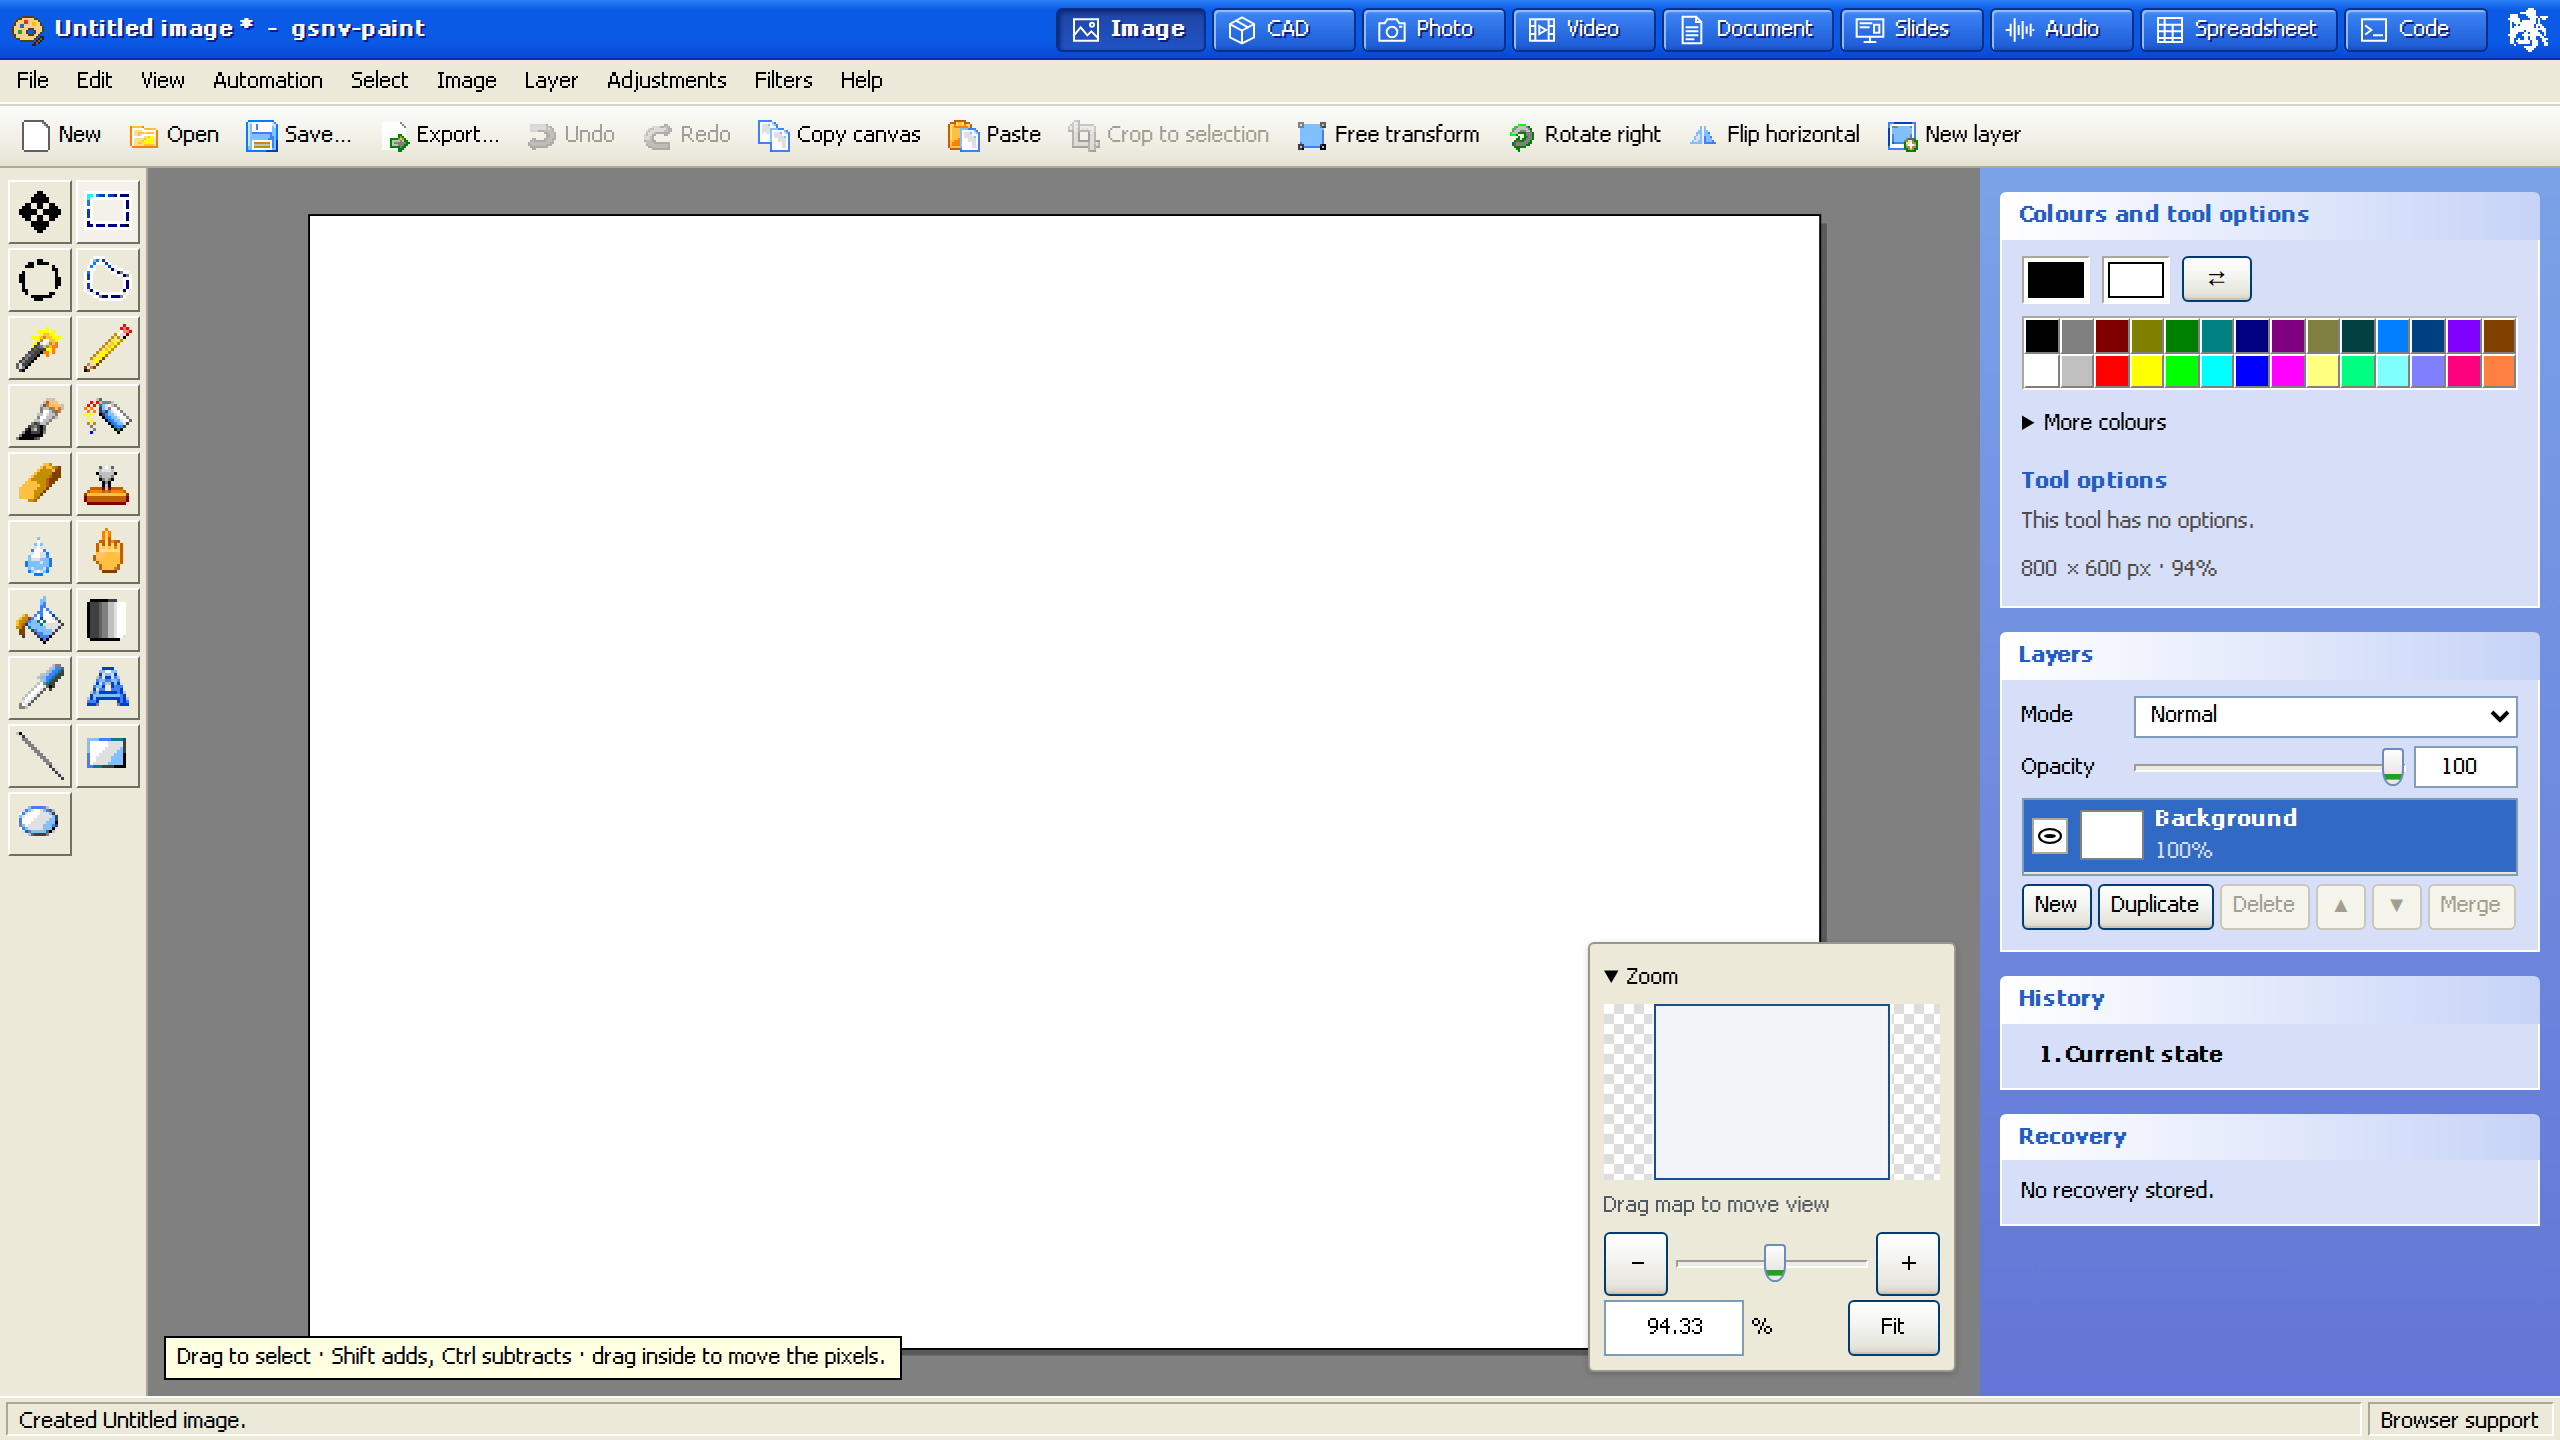 Untitled image * - gsnv-paint
Image CAD Photo Video Document Slides Audio Spreadsheet Code
File Edit View Automation Select Image Layer Adjustments Filters Help
New Open Save... Export... Undo Redo Copy canvas Paste Crop to selection Free transform Rotate right Flip horizontal New layer
Colours and tool options
More colours
Tool options
This tool has no options.
800 × 600 px · 94%
Layers
Mode Normal
Opacity 100
Background
100%
New Duplicate Delete ▲ ▼ Merge
History
1. Current state
Recovery
No recovery stored.
Zoom
Drag map to move view
− +
94.33 % Fit
Drag to select · Shift adds, Ctrl subtracts · drag inside to move the pixels.
Created Untitled image.
Browser support